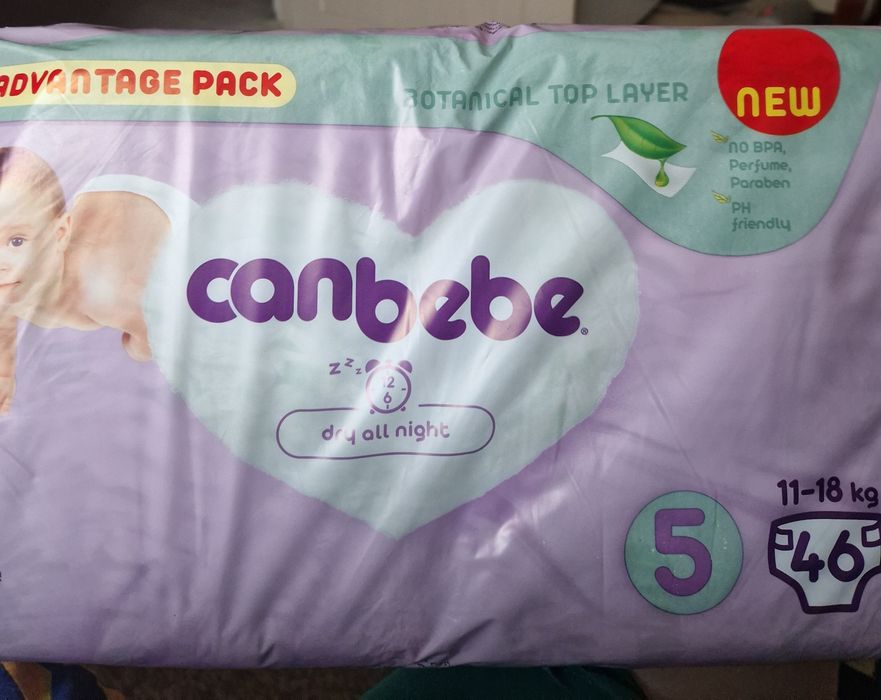 ADVANTAGE PACK
BOTANICAL TOP LAYER
NEW
NO BPA,
Perfume,
Paraben
PH
friendly
canbebe®
z z z
12
6
dry all night
5
11-18 kg
46